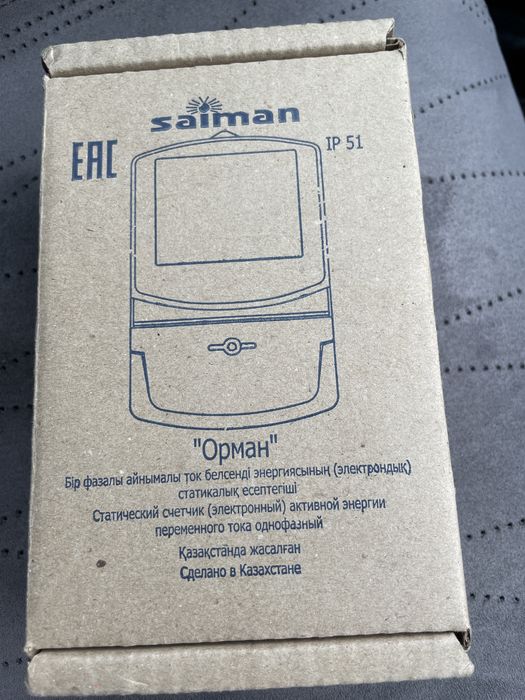 saiman
EAC
IP 51
"Орман"
Бір фазалы айнымалы ток белсенді энергиясының (электрондық)
статикалық есептегіші
Статический счетчик (электронный) активной энергии
переменного тока однофазный
Қазақстанда жасалған
Сделано в Казахстане